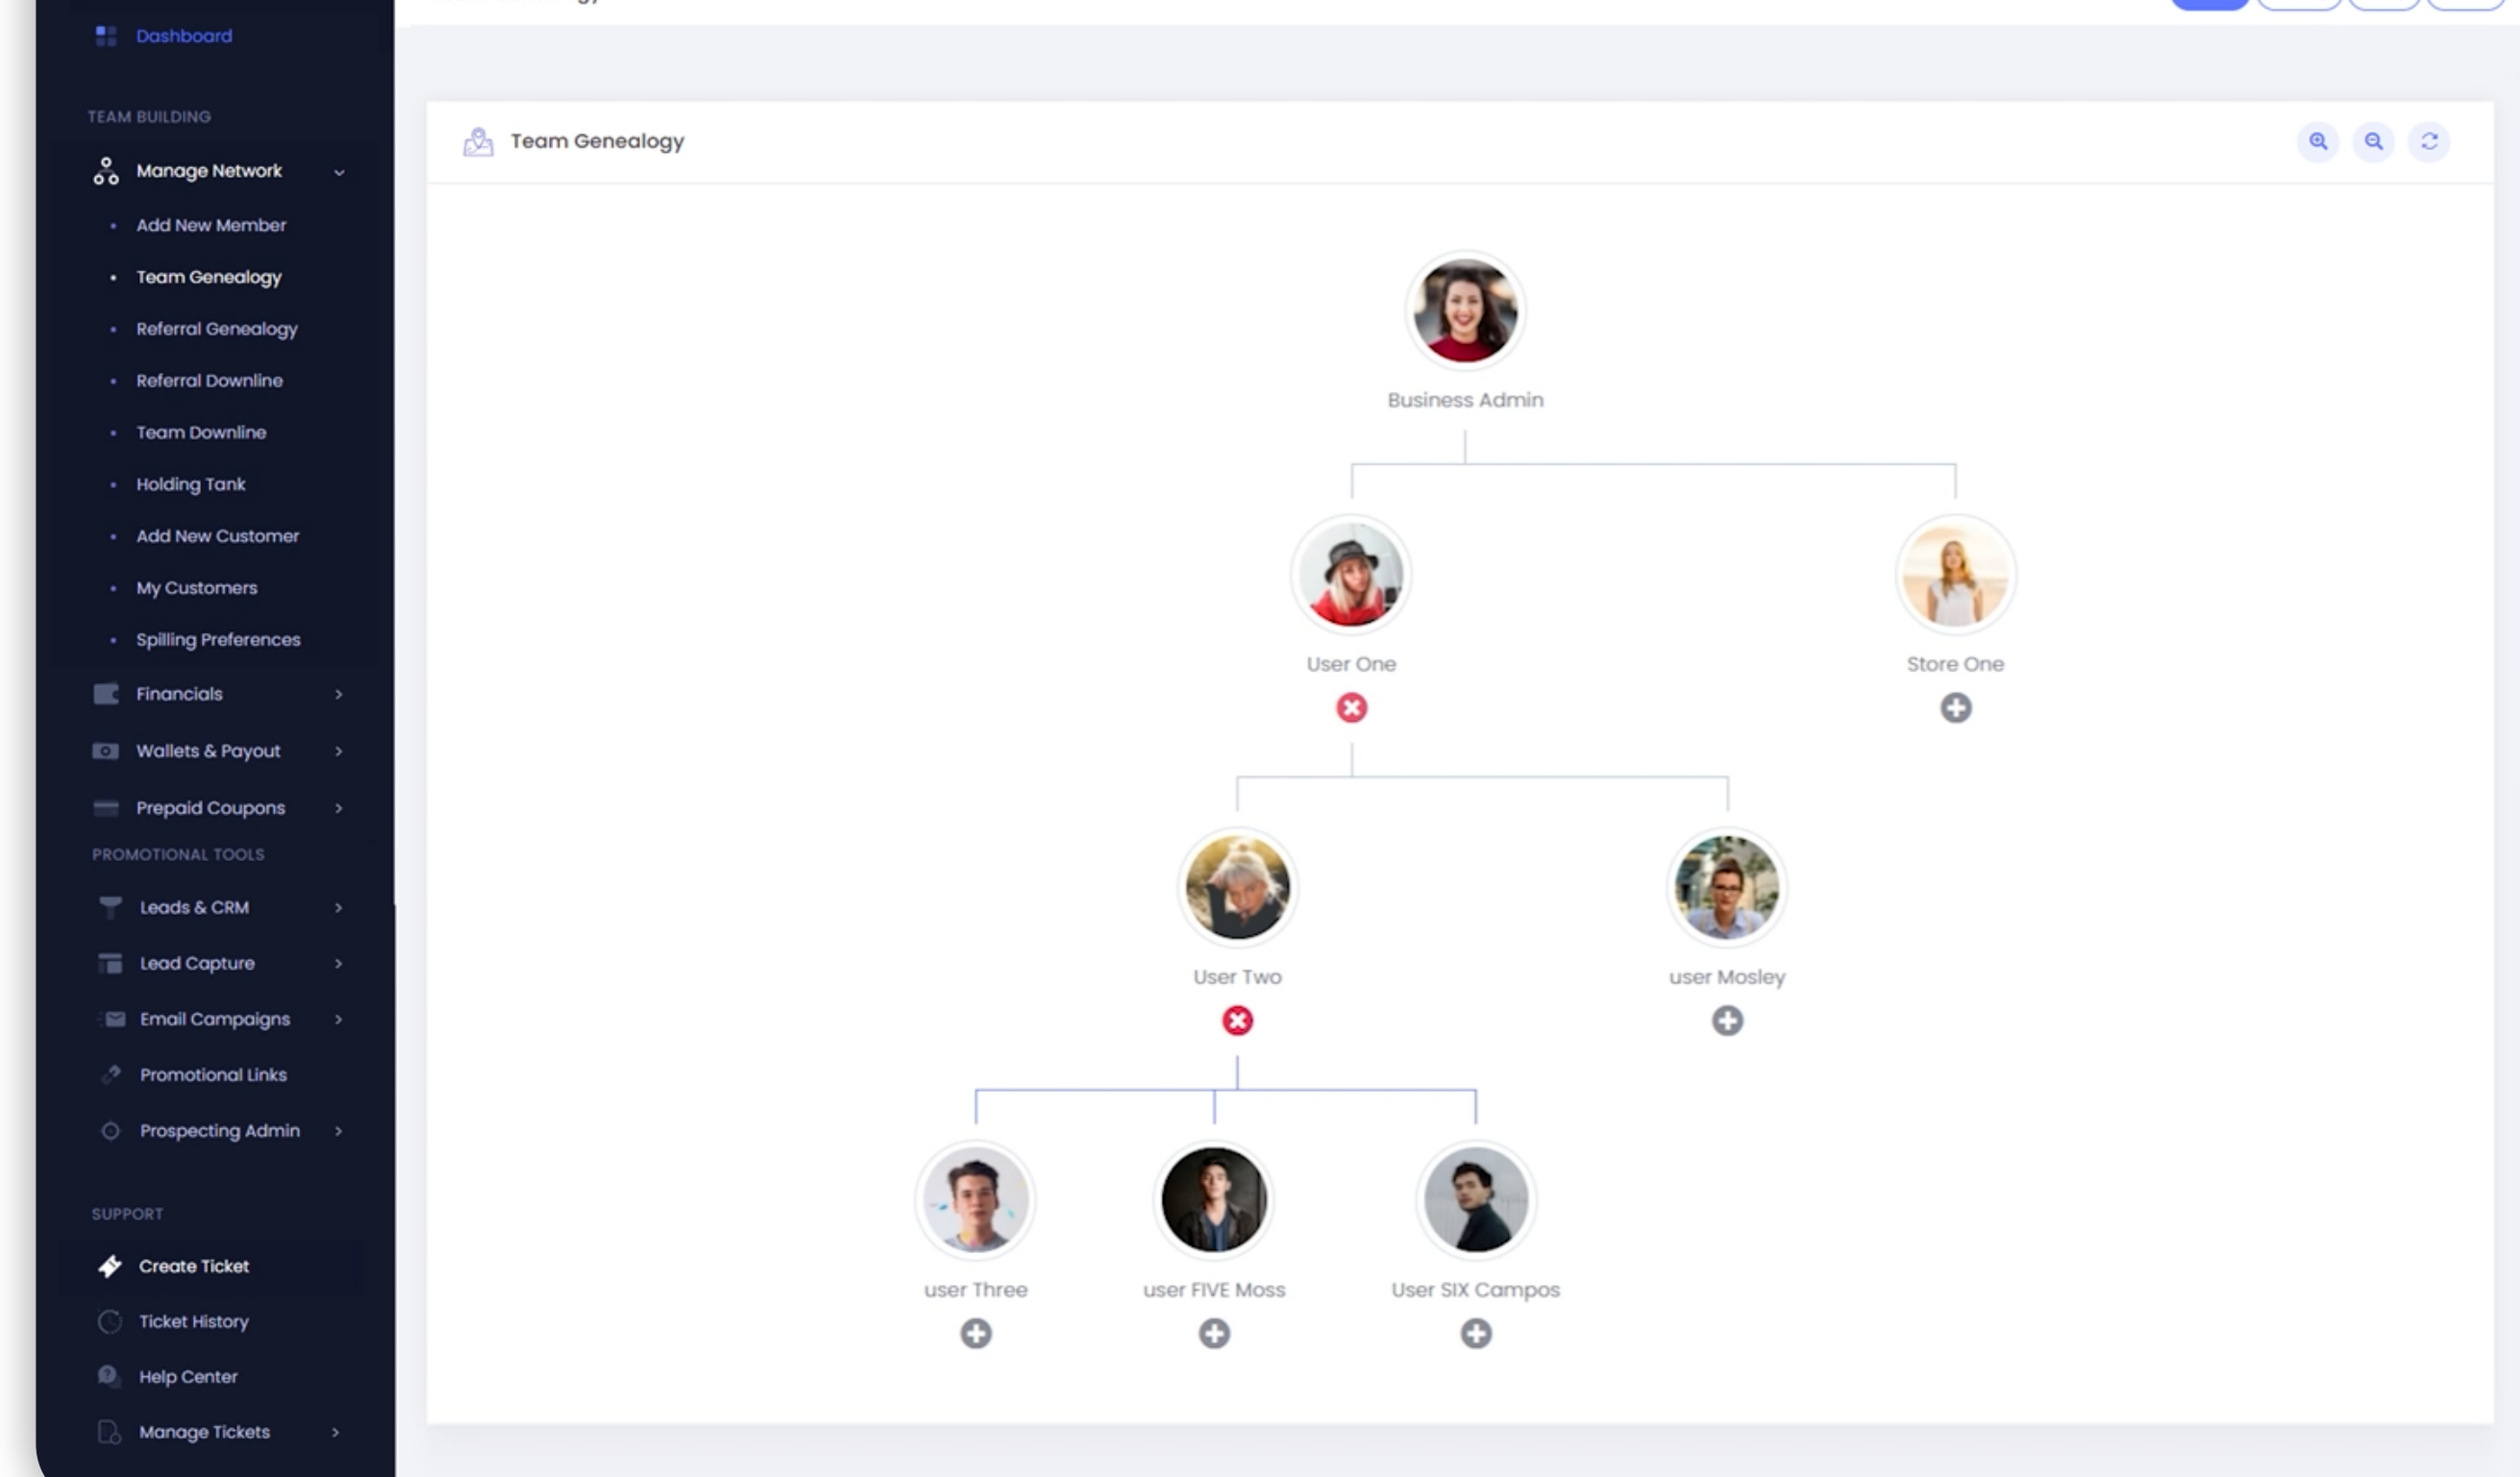 Dashboard
TEAM BUILDING
Manage Network
Add New Member
Team Genealogy
Referral Genealogy
Referral Downline
Team Downline
Holding Tank
Add New Customer
My Customers
Spilling Preferences
Financials
Wallets & Payout
Prepaid Coupons
PROMOTIONAL TOOLS
Leads & CRM
Lead Capture
Email Campaigns
Promotional Links
Prospecting Admin
SUPPORT
Create Ticket
Ticket History
Help Center
Manage Tickets
Team Genealogy
Business Admin
User One
Store One
User Two
user Mosley
user Three
user FIVE Moss
User SIX Campos